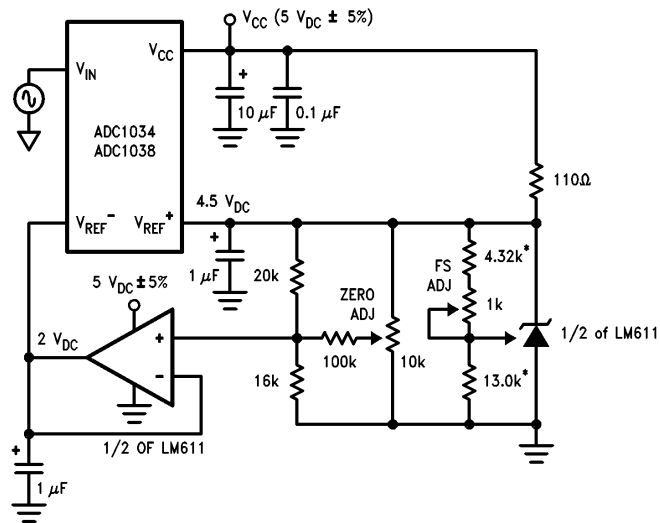 V_CC (5 V_DC ± 5%)
V_CC
V_IN
+
10 μF
0.1 μF
ADC1034
ADC1038
110Ω
4.5 V_DC
V_REF^-
V_REF^+
+
1 μF
20k
4.32k*
FS
ADJ
1k
5 V_DC ±5%
ZERO
ADJ
2 V_DC
+
-
100k
10k
1/2 of LM611
16k
13.0k*
1/2 OF LM611
+
1 μF